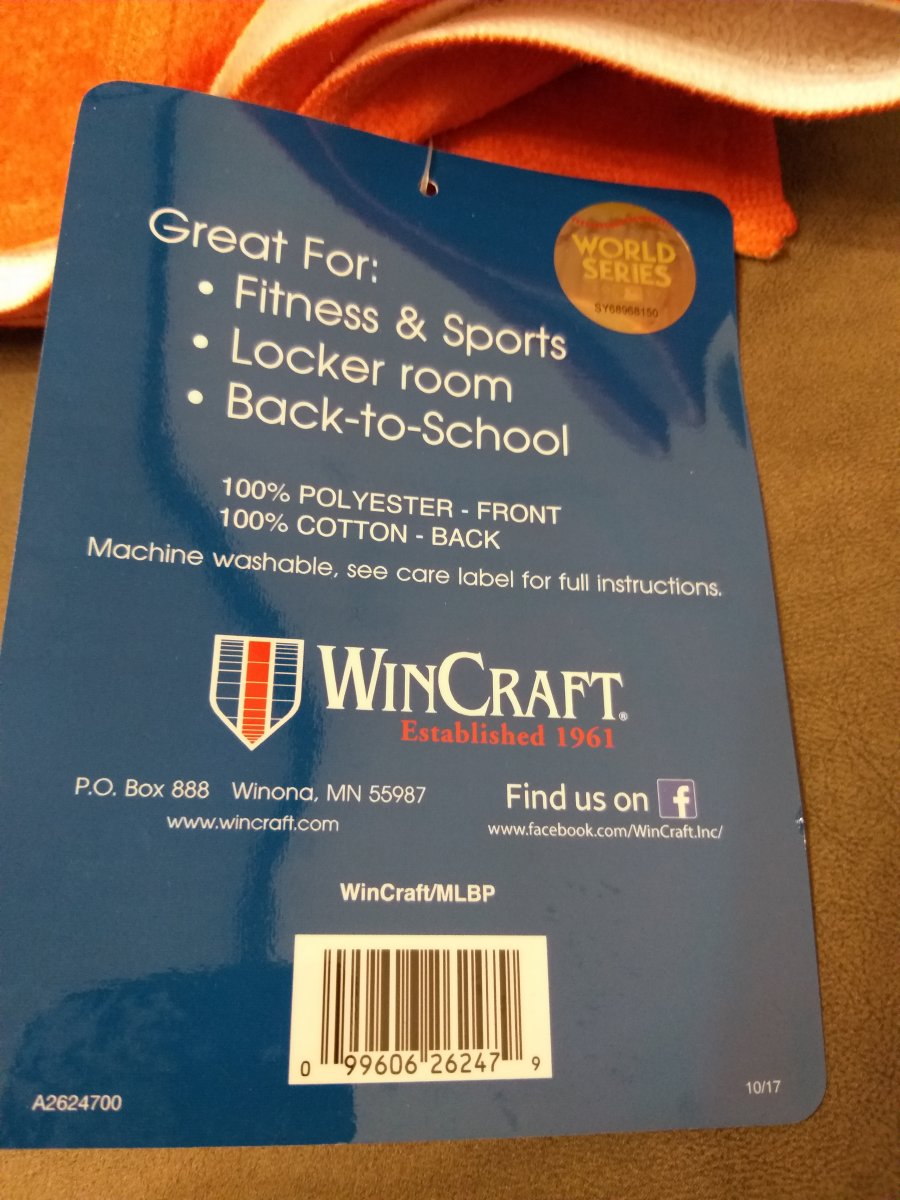 Great For:
• Fitness & Sports
• Locker room
• Back-to-School
WORLD
SERIES
SY68968150
100% POLYESTER - FRONT
100% COTTON - BACK
Machine washable, see care label for full instructions.
WINCRAFT®
Established 1961
P.O. Box 888 Winona, MN 55987
www.wincraft.com
Find us on f
www.facebook.com/WinCraft.Inc/
WinCraft/MLBP
0 99606 26247 9
A2624700
10/17